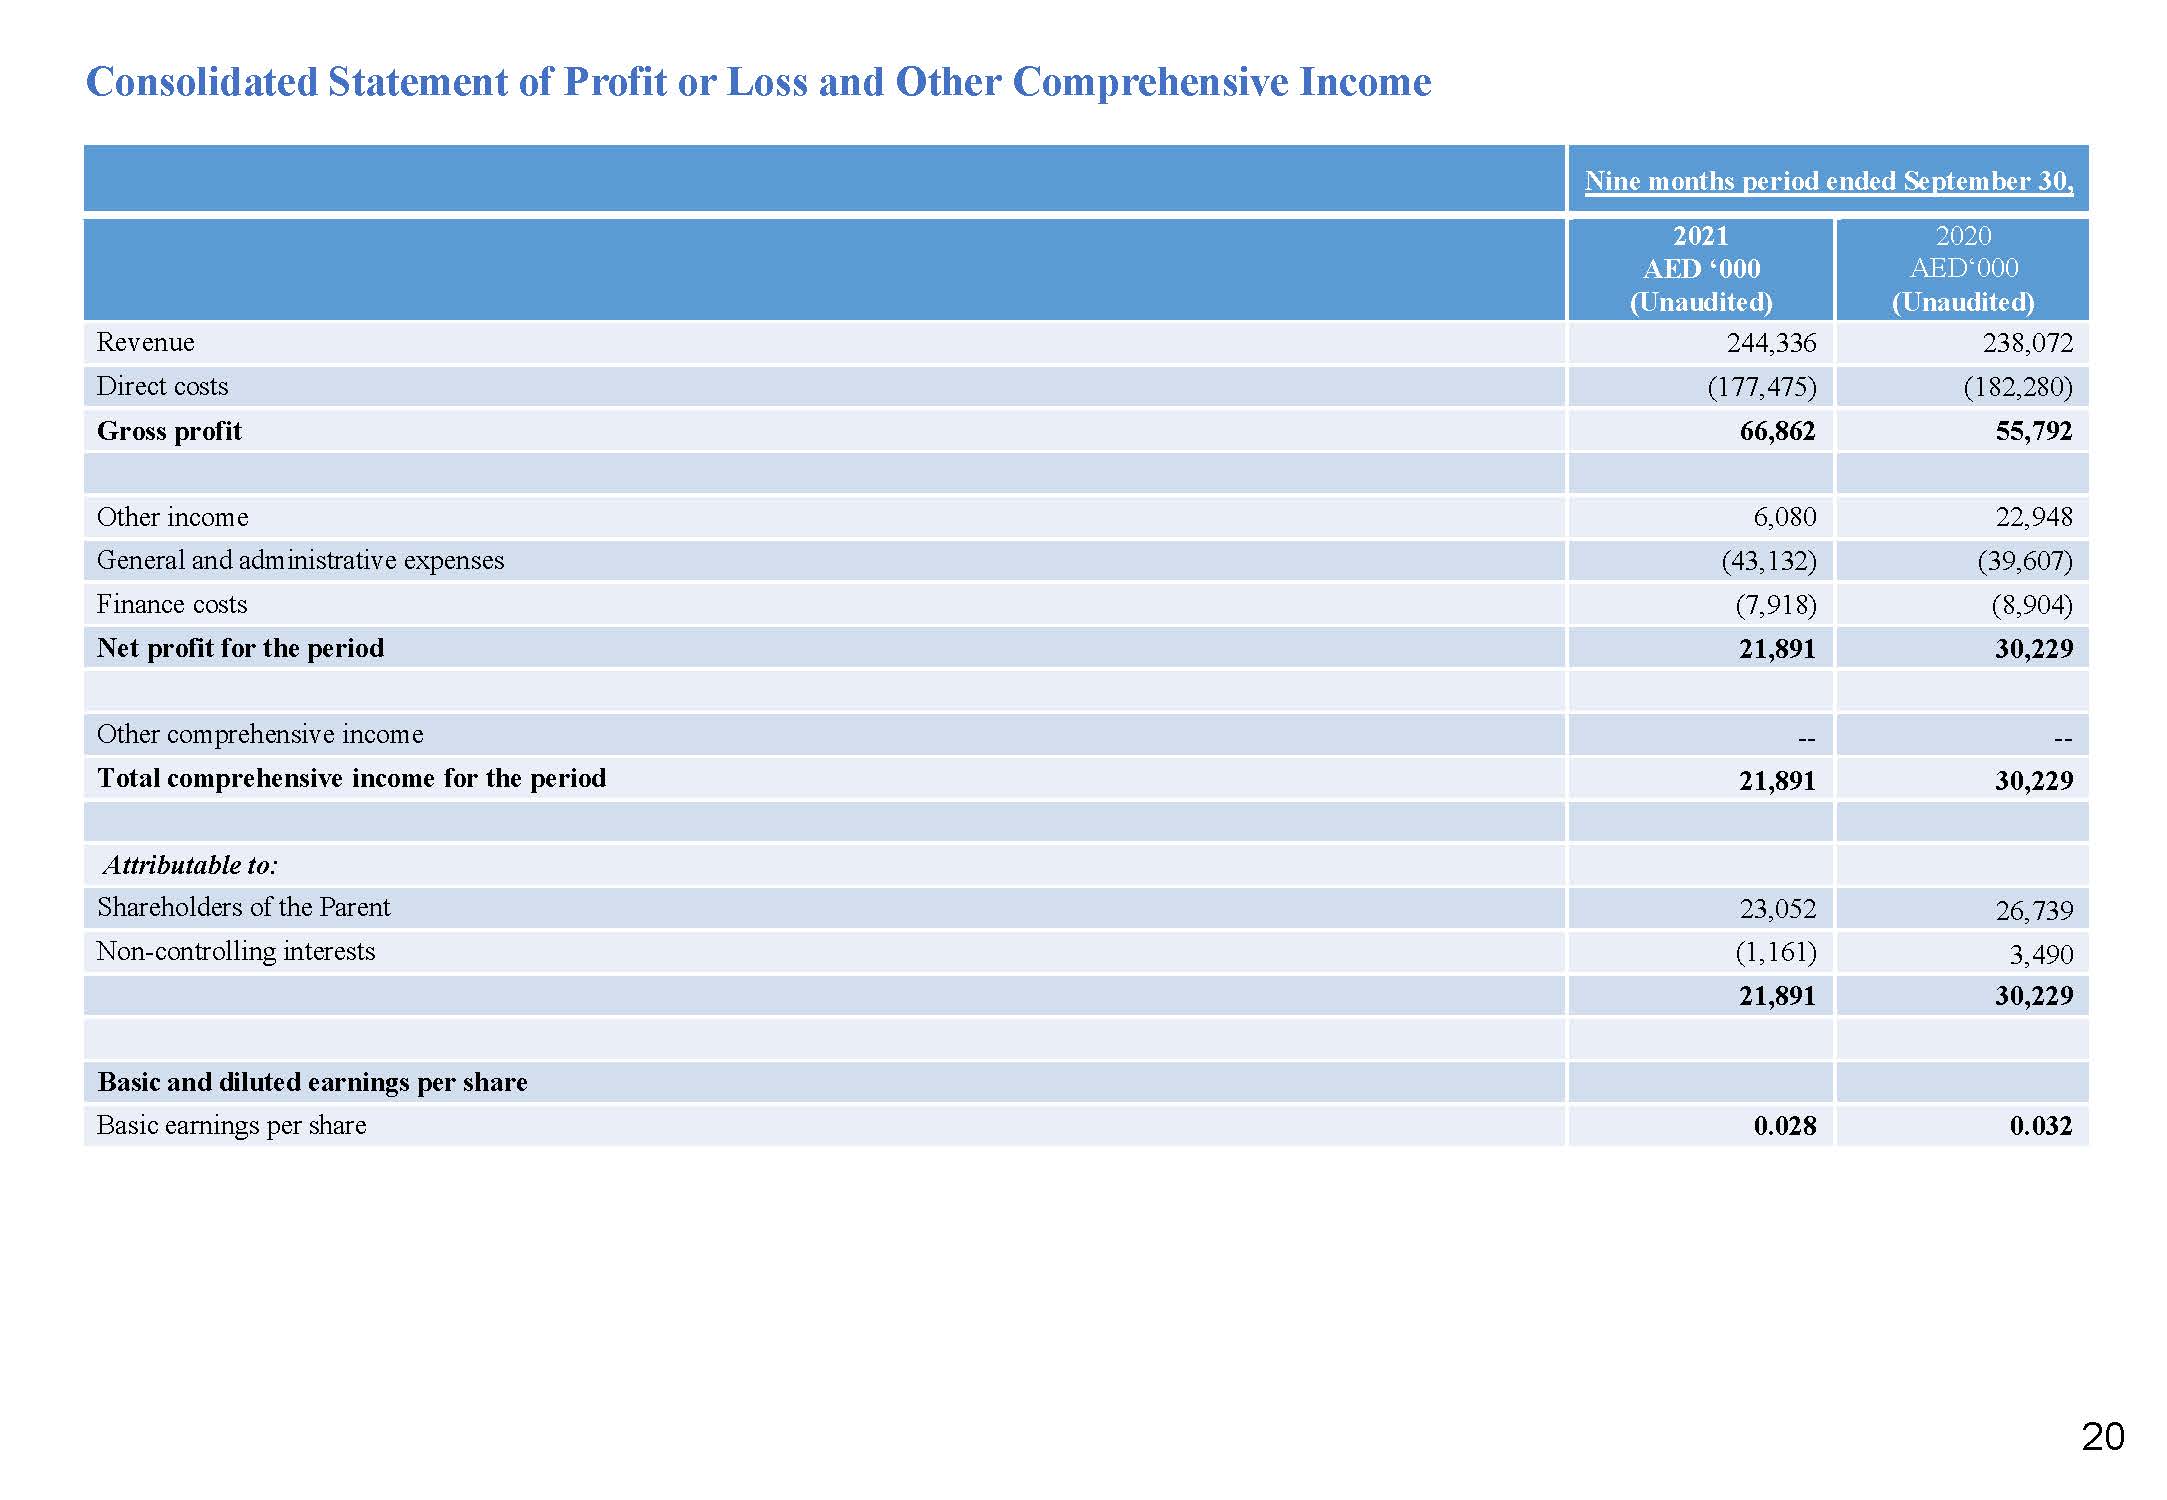 Consolidated Statement of Profit or Loss and Other Comprehensive Income
Nine months period ended September 30,
2021 2020
AED ‘000 AED‘000
(Unaudited) (Unaudited)
Revenue 244,336 238,072
Direct costs (177,475) (182,280)
Gross profit 66,862 55,792
Other income 6,080 22,948
General and administrative expenses (43,132) (39,607)
Finance costs (7,918) (8,904)
Net profit for the period 21,891 30,229
Other comprehensive income -- --
Total comprehensive income for the period 21,891 30,229
Attributable to:
Shareholders of the Parent 23,052 26,739
Non-controlling interests (1,161) 3,490
21,891 30,229
Basic and diluted earnings per share
Basic earnings per share 0.028 0.032
20